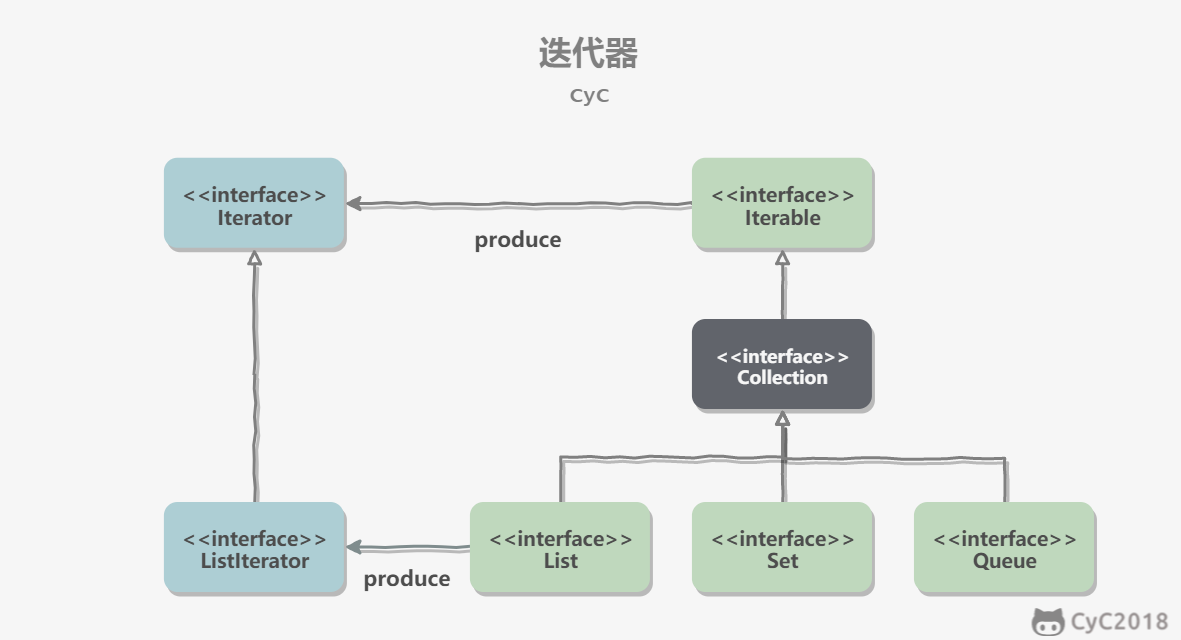 迭代器
CyC
<<interface>>
Iterator
<<interface>>
Iterable
produce
<<interface>>
Collection
<<interface>>
ListIterator
<<interface>>
List
<<interface>>
Set
<<interface>>
Queue
produce
CyC2018